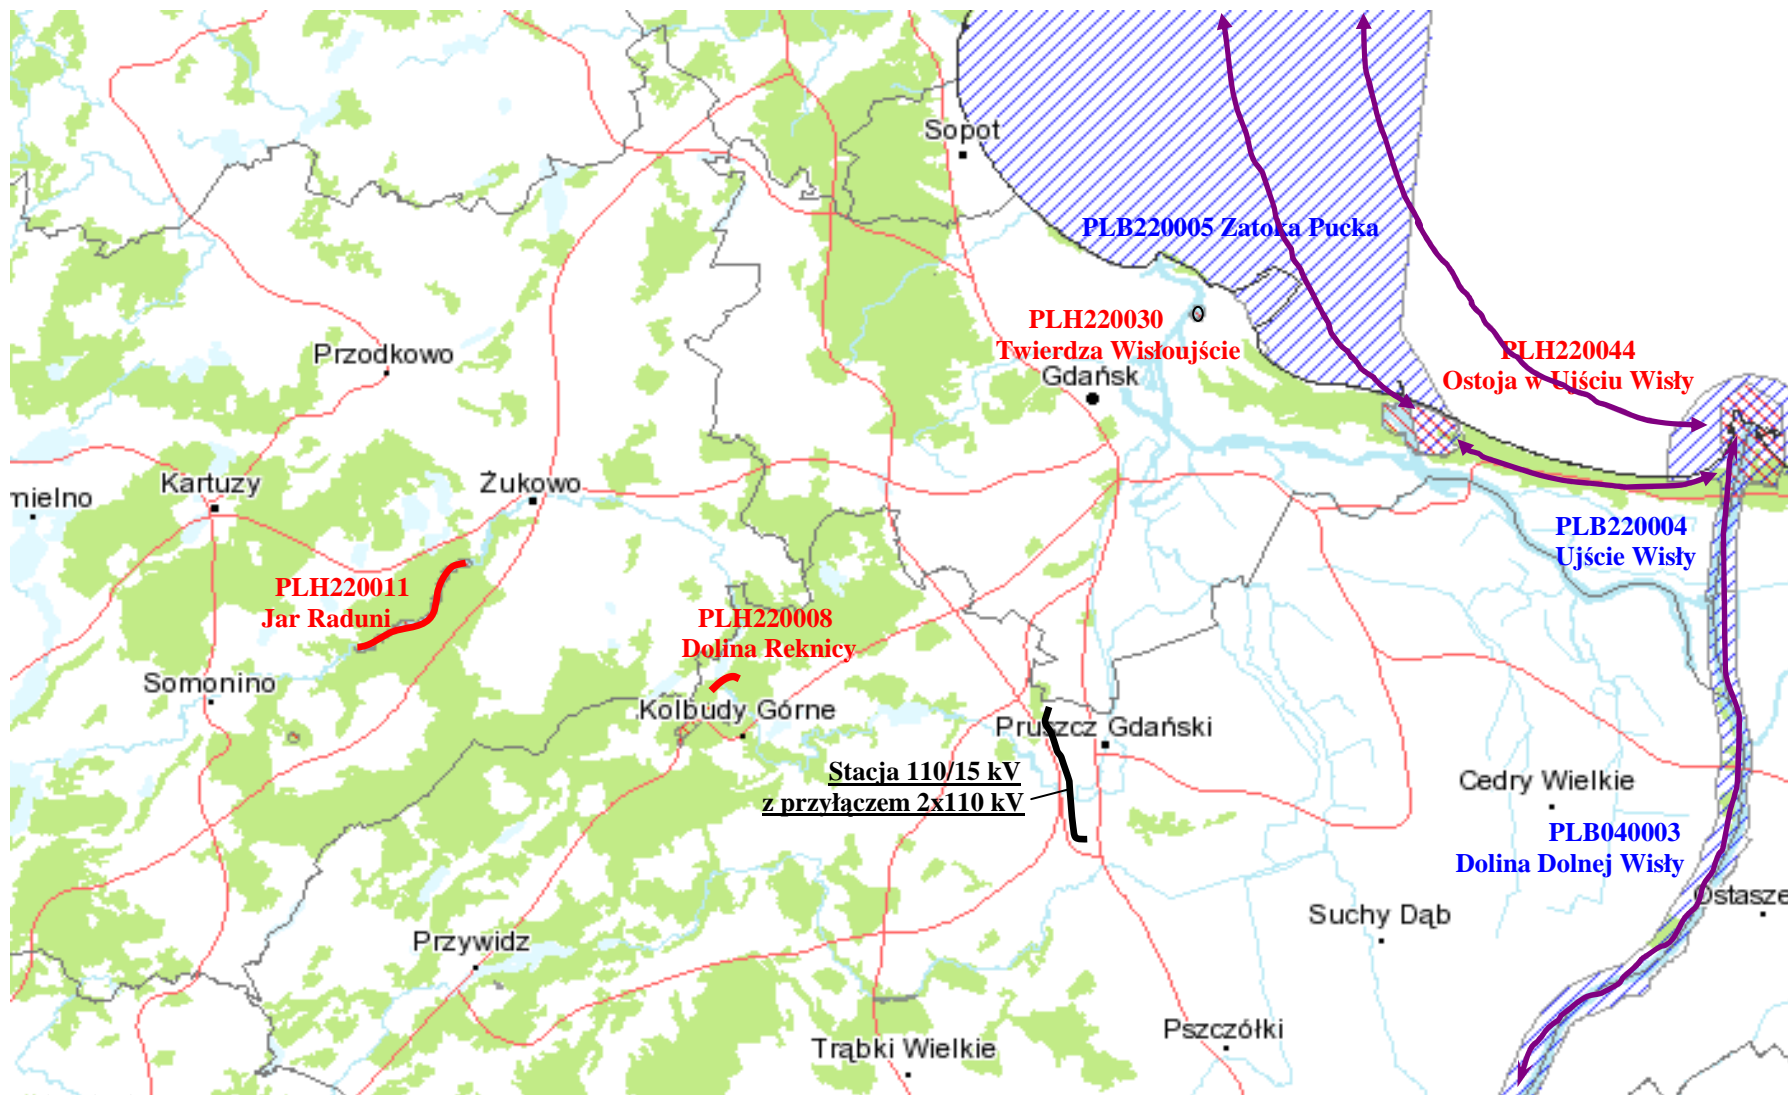 Sopot
PLB220005 Zatoka Pucka
PLH220030
Twierdza Wisłoujście
Gdańsk
PLH220044
Ostoja w Ujściu Wisły
Przodkowo
Kartuzy
Żukowo
mielno
PLB220004
Ujście Wisły
PLH220011
Jar Raduni
PLH220008
Dolina Reknicy
Somonino
Kolbudy Górne
Pruszcz Gdański
Stacja 110/15 kV
z przyłączem 2x110 kV
Cedry Wielkie
PLB040003
Dolina Dolnej Wisły
Ostasze
Suchy Dąb
Przywidz
Pszczółki
Trąbki Wielkie